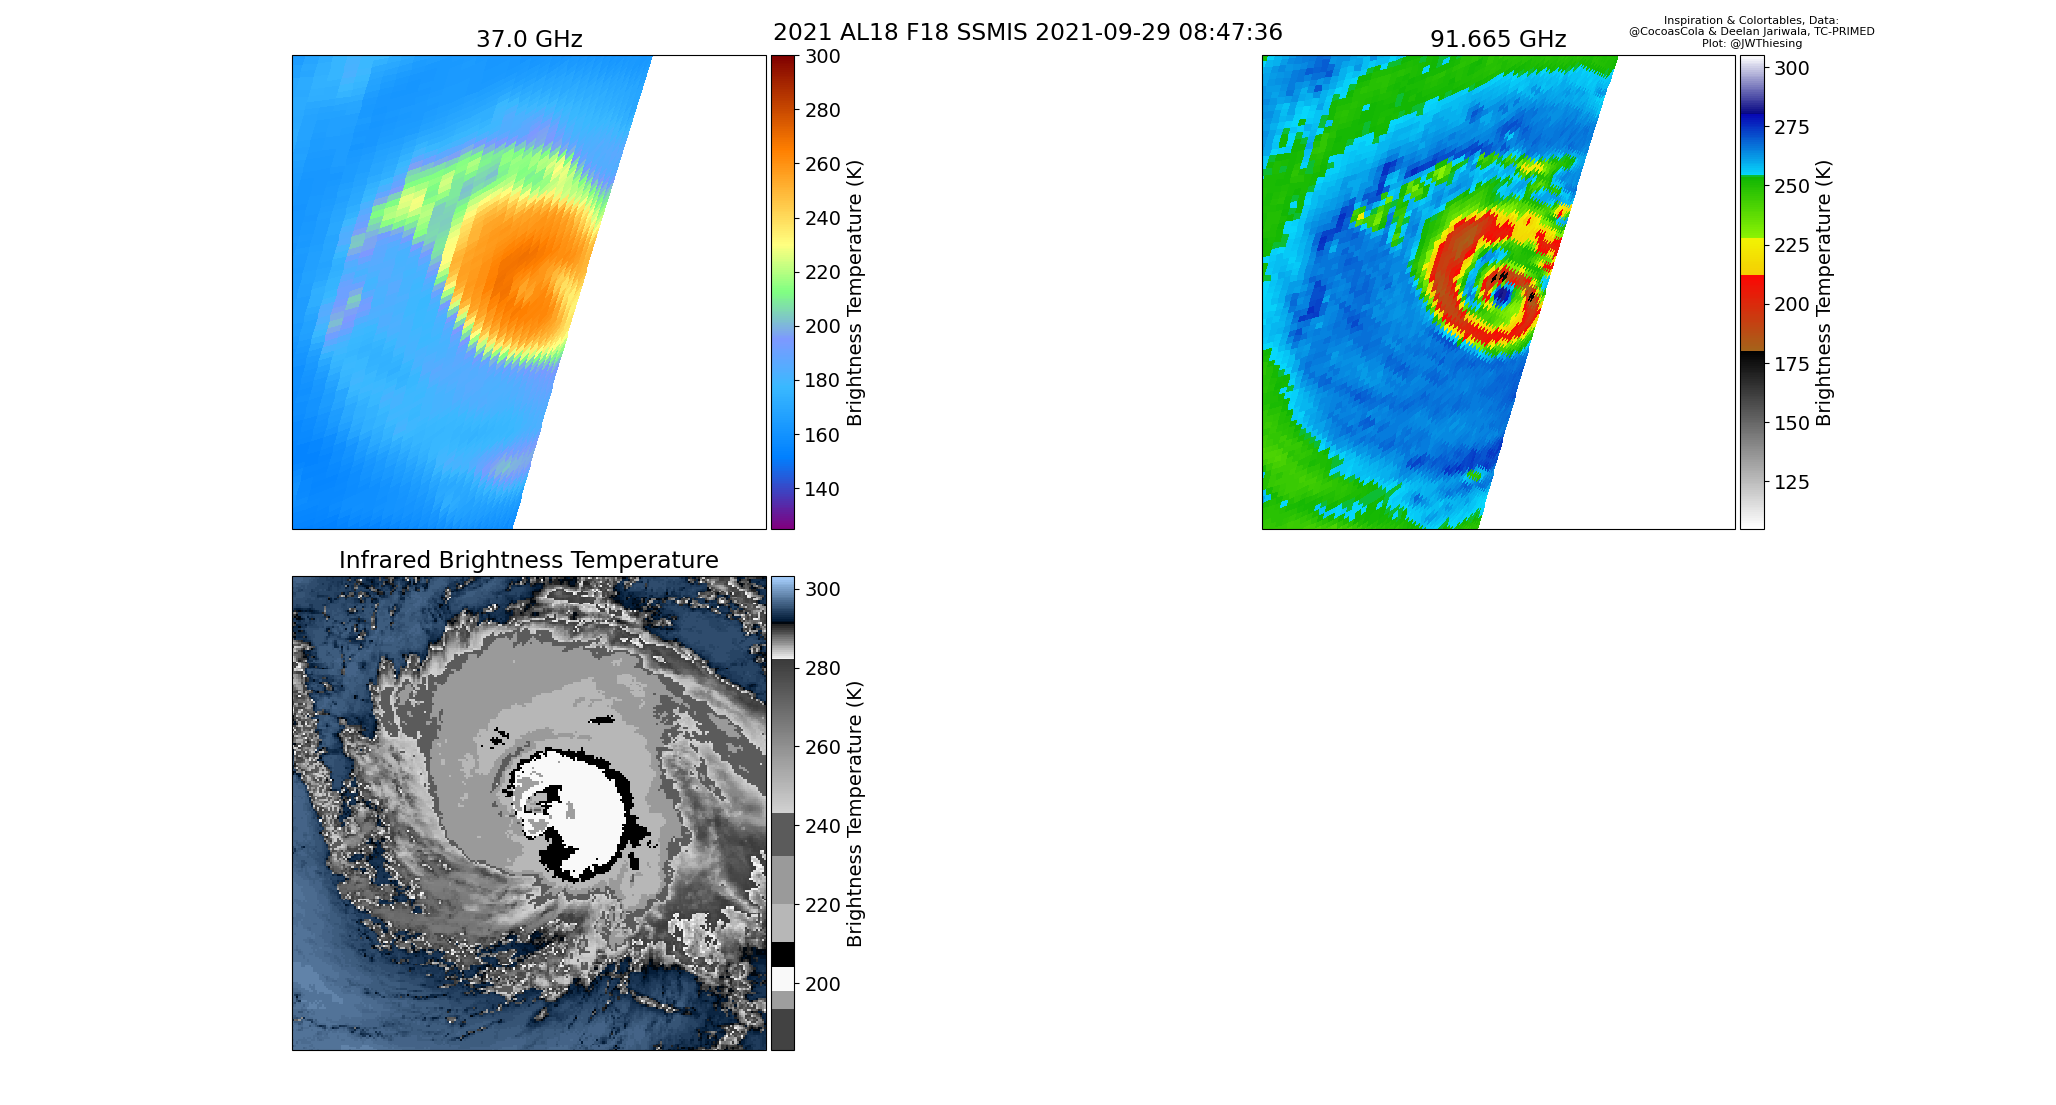 2021 AL18 F18 SSMIS 2021-09-29 08:47:36
Inspiration & Colortables, Data:
@CocoasCola & Deelan Jariwala, TC-PRIMED
Plot: @JWThiesing
37.0 GHz
300
280
260
240
220
200
180
160
140
Brightness Temperature (K)
91.665 GHz
300
275
250
225
200
175
150
125
Brightness Temperature (K)
Infrared Brightness Temperature
300
280
260
240
220
200
Brightness Temperature (K)